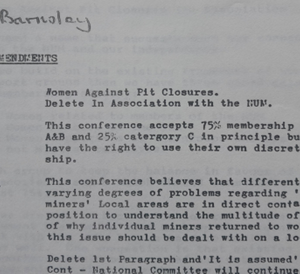 Barnsley
MENDMENTS
Women Against Pit Closures.
Delete In Association with the NUM.
This conference accepts 75% membership
A&B and 25% catergory C in principle bu
have the right to use their own discret
ship.
This conference believes that different
varying degrees of problems regarding '
miners' Local areas are in direct conta
position to understand the multitude of
of why individual miners returned to wo
this issue should be dealt with on a lo
Delete 1st Paragraph and 'It is assumed'
Cont - National Committee will continue